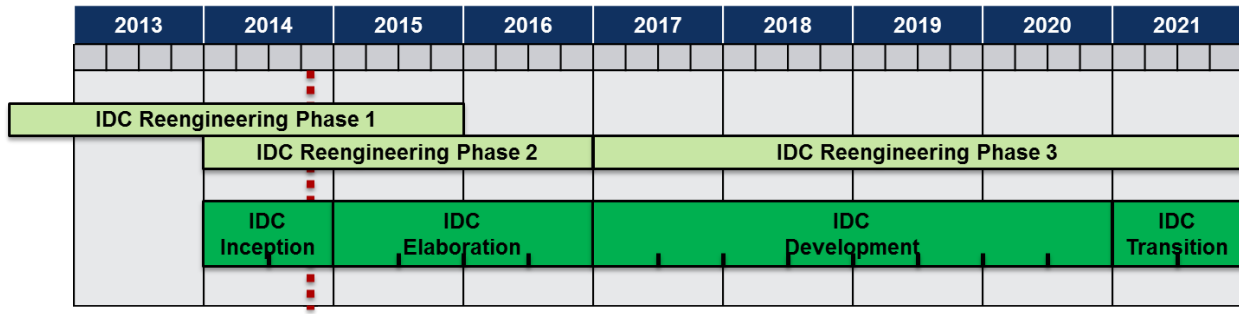 2013 2014 2015 2016 2017 2018 2019 2020 2021
IDC Reengineering Phase 1
IDC Reengineering Phase 2 IDC Reengineering Phase 3
IDC IDC IDC IDC
Inception Elaboration Development Transition